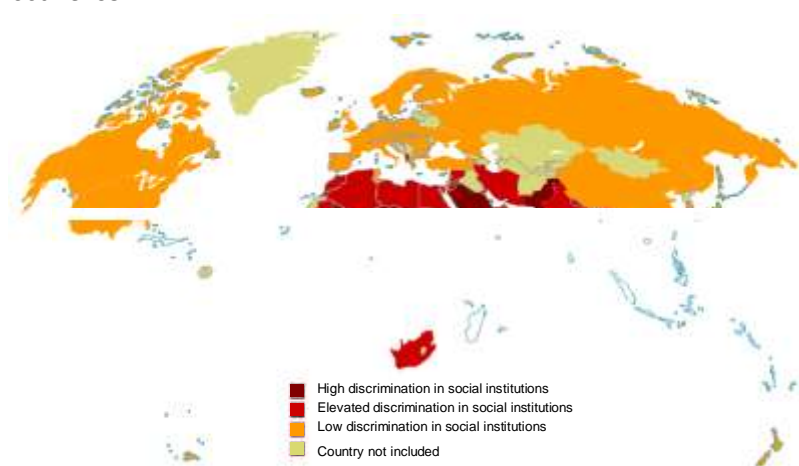 High discrimination in social institutions
Elevated discrimination in social institutions
Low discrimination in social institutions
Country not included